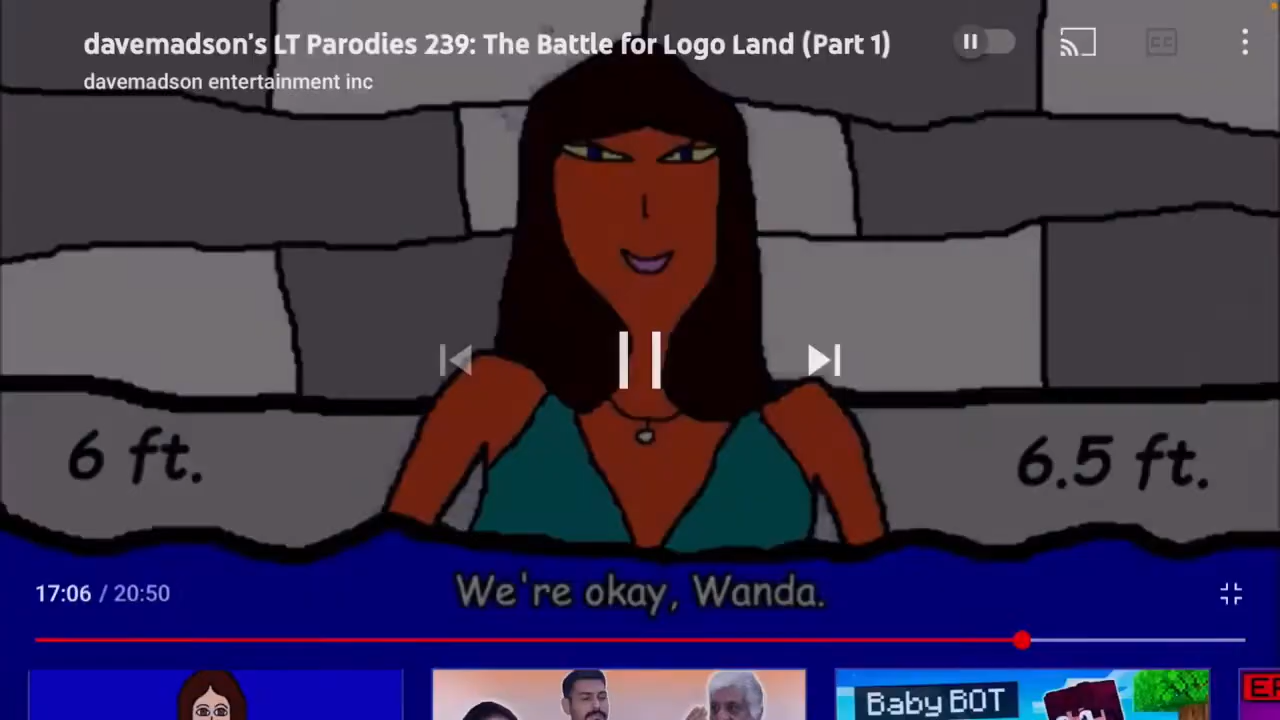 davemadson's LT Parodies 239: The Battle for Logo Land (Part 1)
davemadson entertainment inc
CC
6 ft.
6.5 ft.
We're okay, Wanda.
17:06 / 20:50
Baby BOT